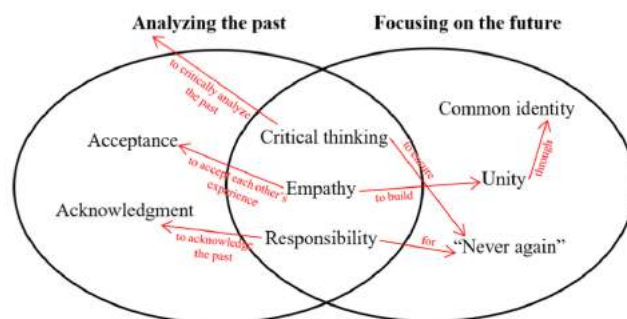 Analyzing the past
Focusing on the future
to critically analyze
the past
Common identity
Critical thinking
Acceptance
to ensure
through
to accept each other's
experience
Empathy
to build
Unity
Acknowledgment
to acknowledge
the past
Responsibility
for
“Never again”